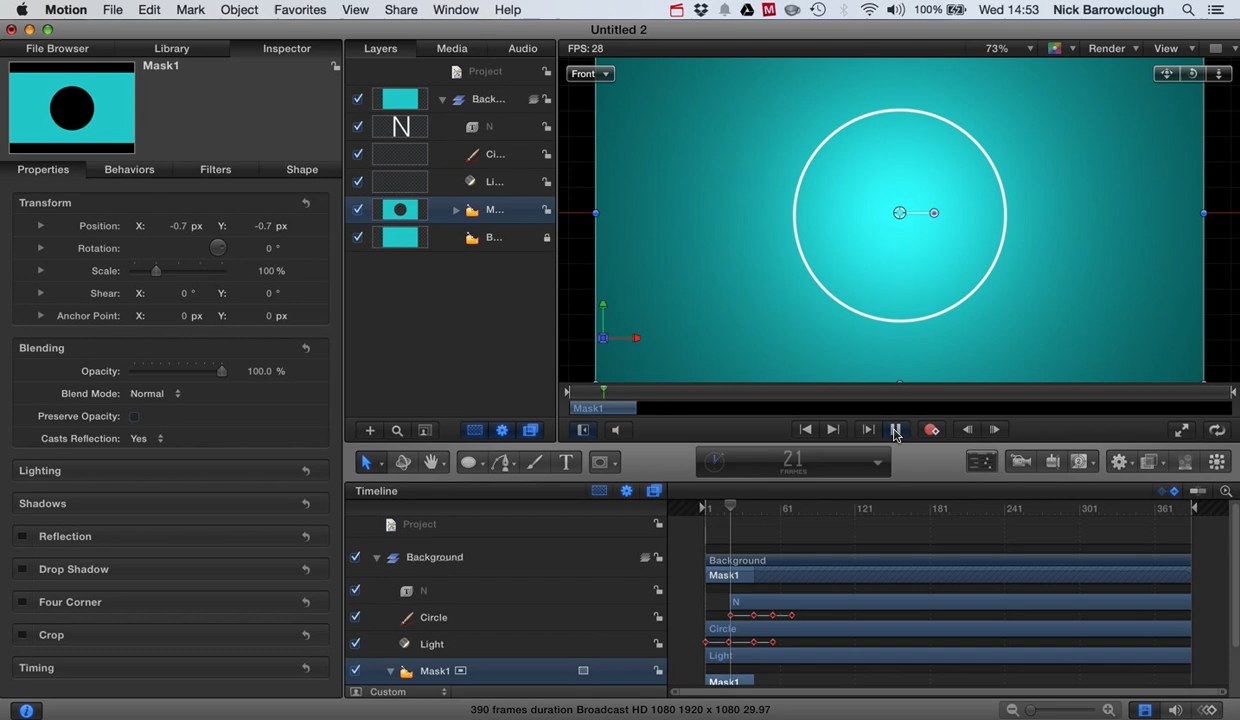 Motion File Edit Mark Object Favorites View Share Window Help 100% Wed 14:53 Nick Barrowclough
Untitled 2
File Browser Library Inspector Layers Media Audio FPS: 28 73% Render View
Mask1
Project
Front
Back...
N
N
Ci...
Li...
M...
B...
Properties Behaviors Filters Shape
Transform
Position: X: -0.7 px Y: -0.7 px
Rotation: 0 °
Scale: 100 %
Shear: X: 0 ° Y: 0 °
Anchor Point: X: 0 px Y: 0 px
Blending
Opacity: 100.0 %
Blend Mode: Normal
Preserve Opacity:
Casts Reflection: Yes
Lighting
Shadows
Reflection
Drop Shadow
Four Corner
Crop
Timing
Mask1
T
21
FRAMES
Timeline
1 61 121 181 241 301 361
Project
Background
Background
Mask1
N
N
Circle
Circle
Light
Light
Mask1
Mask1
Custom
390 frames duration Broadcast HD 1080 1920 x 1080 29.97